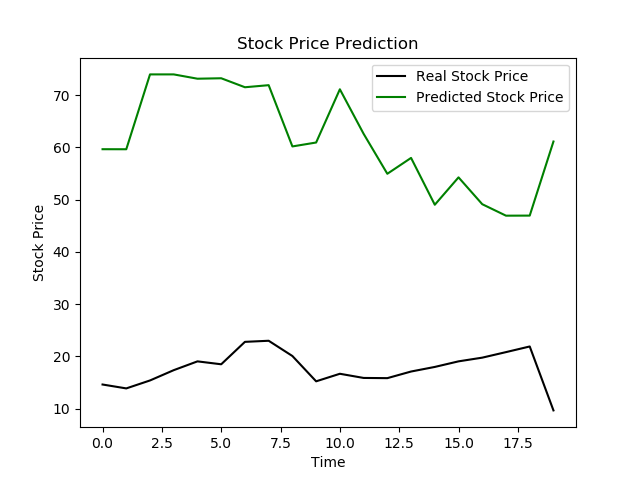 Stock Price Prediction
Real Stock Price
Predicted Stock Price
Stock Price
70
60
50
40
30
20
10
0.0 2.5 5.0 7.5 10.0 12.5 15.0 17.5
Time